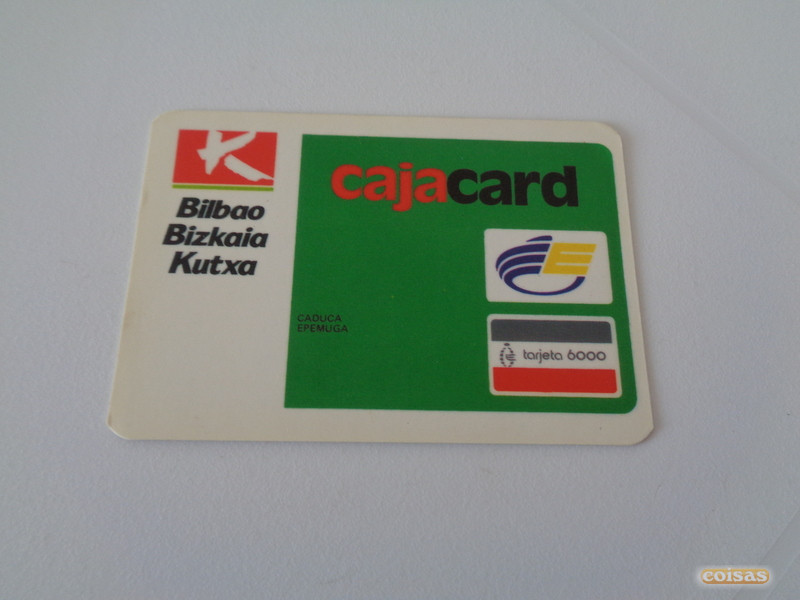 K
Bilbao
Bizkaia
Kutxa
cajacard
E
CADUCA
EPEMUGA
tarjeta 6000
coisas